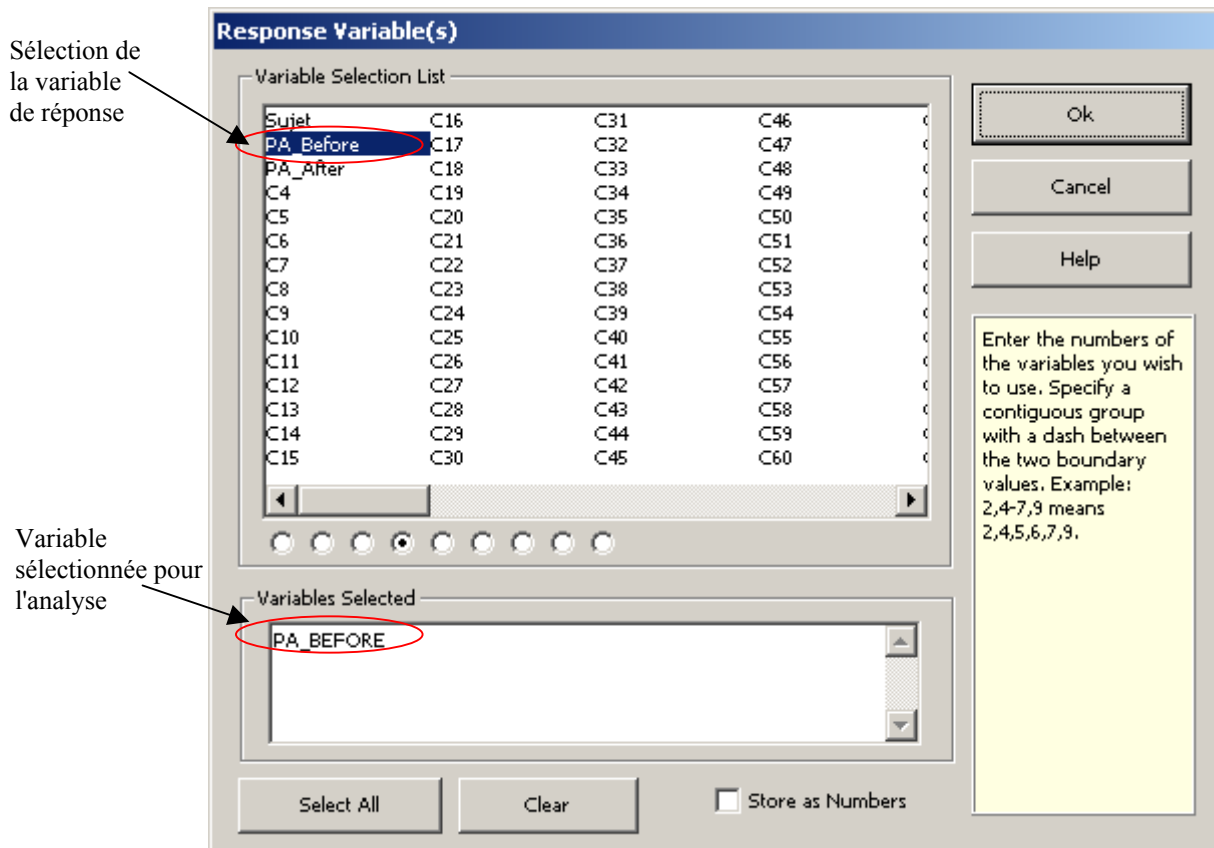 Response Variable(s)
Sélection de
la variable
de réponse
Variable Selection List
Sujet C16 C31 C46
PA_Before C17 C32 C47
PA_After C18 C33 C48
C4 C19 C34 C49
C5 C20 C35 C50
C6 C21 C36 C51
C7 C22 C37 C52
C8 C23 C38 C53
C9 C24 C39 C54
C10 C25 C40 C55
C11 C26 C41 C56
C12 C27 C42 C57
C13 C28 C43 C58
C14 C29 C44 C59
C15 C30 C45 C60
Ok
Cancel
Help
Enter the numbers of
the variables you wish
to use. Specify a
contiguous group
with a dash between
the two boundary
values. Example:
2,4-7,9 means
2,4,5,6,7,9.
Variable
sélectionnée pour
l'analyse
Variables Selected
PA_BEFORE
Select All
Clear
Store as Numbers